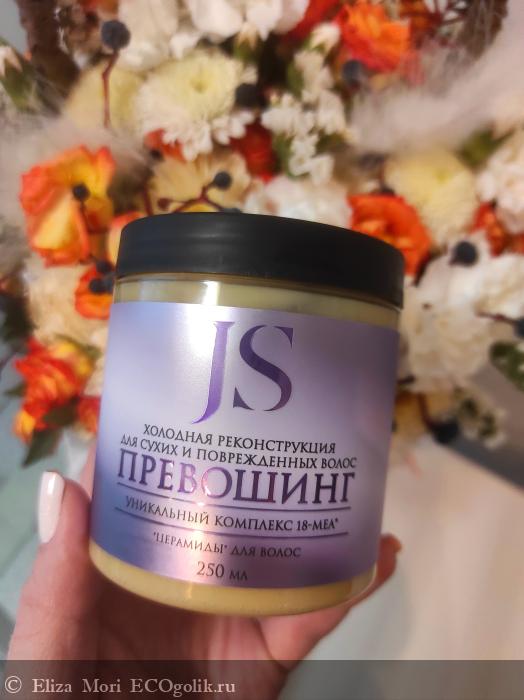 JS
ХОЛОДНАЯ РЕКОНСТРУКЦИЯ
ДЛЯ СУХИХ И ПОВРЕЖДЕННЫХ ВОЛОС
ПРЕВОШИНГ
УНИКАЛЬНЫЙ КОМПЛЕКС 18-МЕА*
"ЦЕРАМИДЫ" ДЛЯ ВОЛОС
250 МЛ
© Eliza Mori ECOgolik.ru